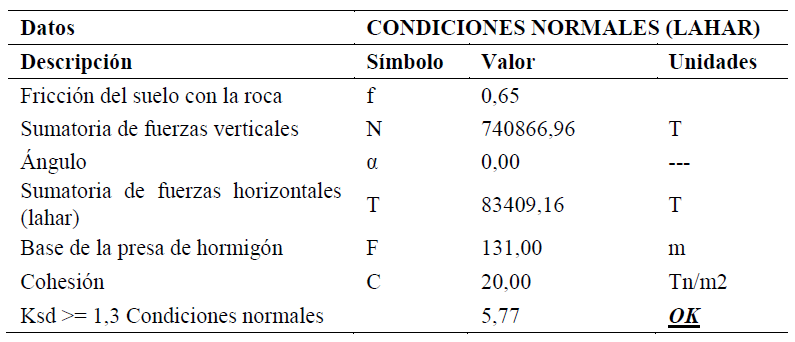 Datos CONDICIONES NORMALES (LAHAR)
Descripción Símbolo Valor Unidades
Fricción del suelo con la roca f 0,65
Sumatoria de fuerzas verticales N 740866,96 T
Ángulo α 0,00 ---
Sumatoria de fuerzas horizontales
(lahar) T 83409,16 T
Base de la presa de hormigón F 131,00 m
Cohesión C 20,00 Tn/m2
Ksd >= 1,3 Condiciones normales 5,77 OK